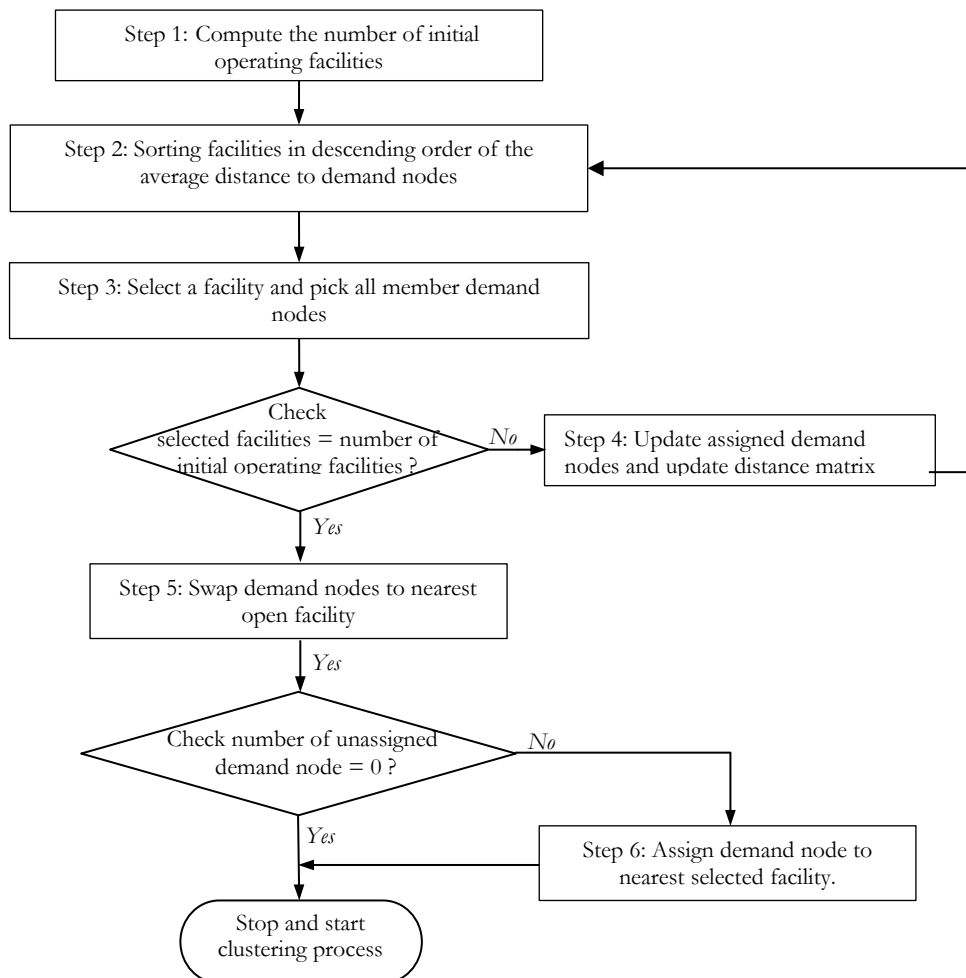 Step 1: Compute the number of initial
operating facilities
Step 2: Sorting facilities in descending order of the
average distance to demand nodes
Step 3: Select a facility and pick all member demand
nodes
Check
selected facilities = number of
initial operating facilities ?
No
Step 4: Update assigned demand
nodes and update distance matrix
Yes
Step 5: Swap demand nodes to nearest
open facility
Yes
Check number of unassigned
demand node = 0 ?
No
Yes
Step 6: Assign demand node to
nearest selected facility.
Stop and start
clustering process